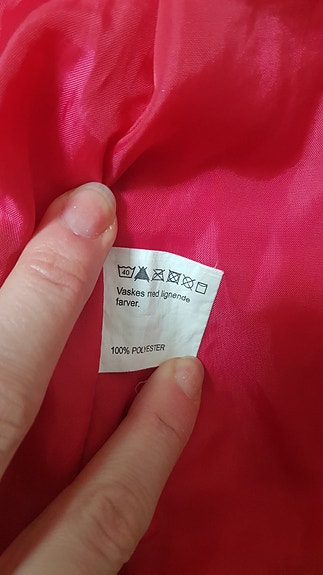 40
Vaskes med lignende
farver.
100% POLYESTER